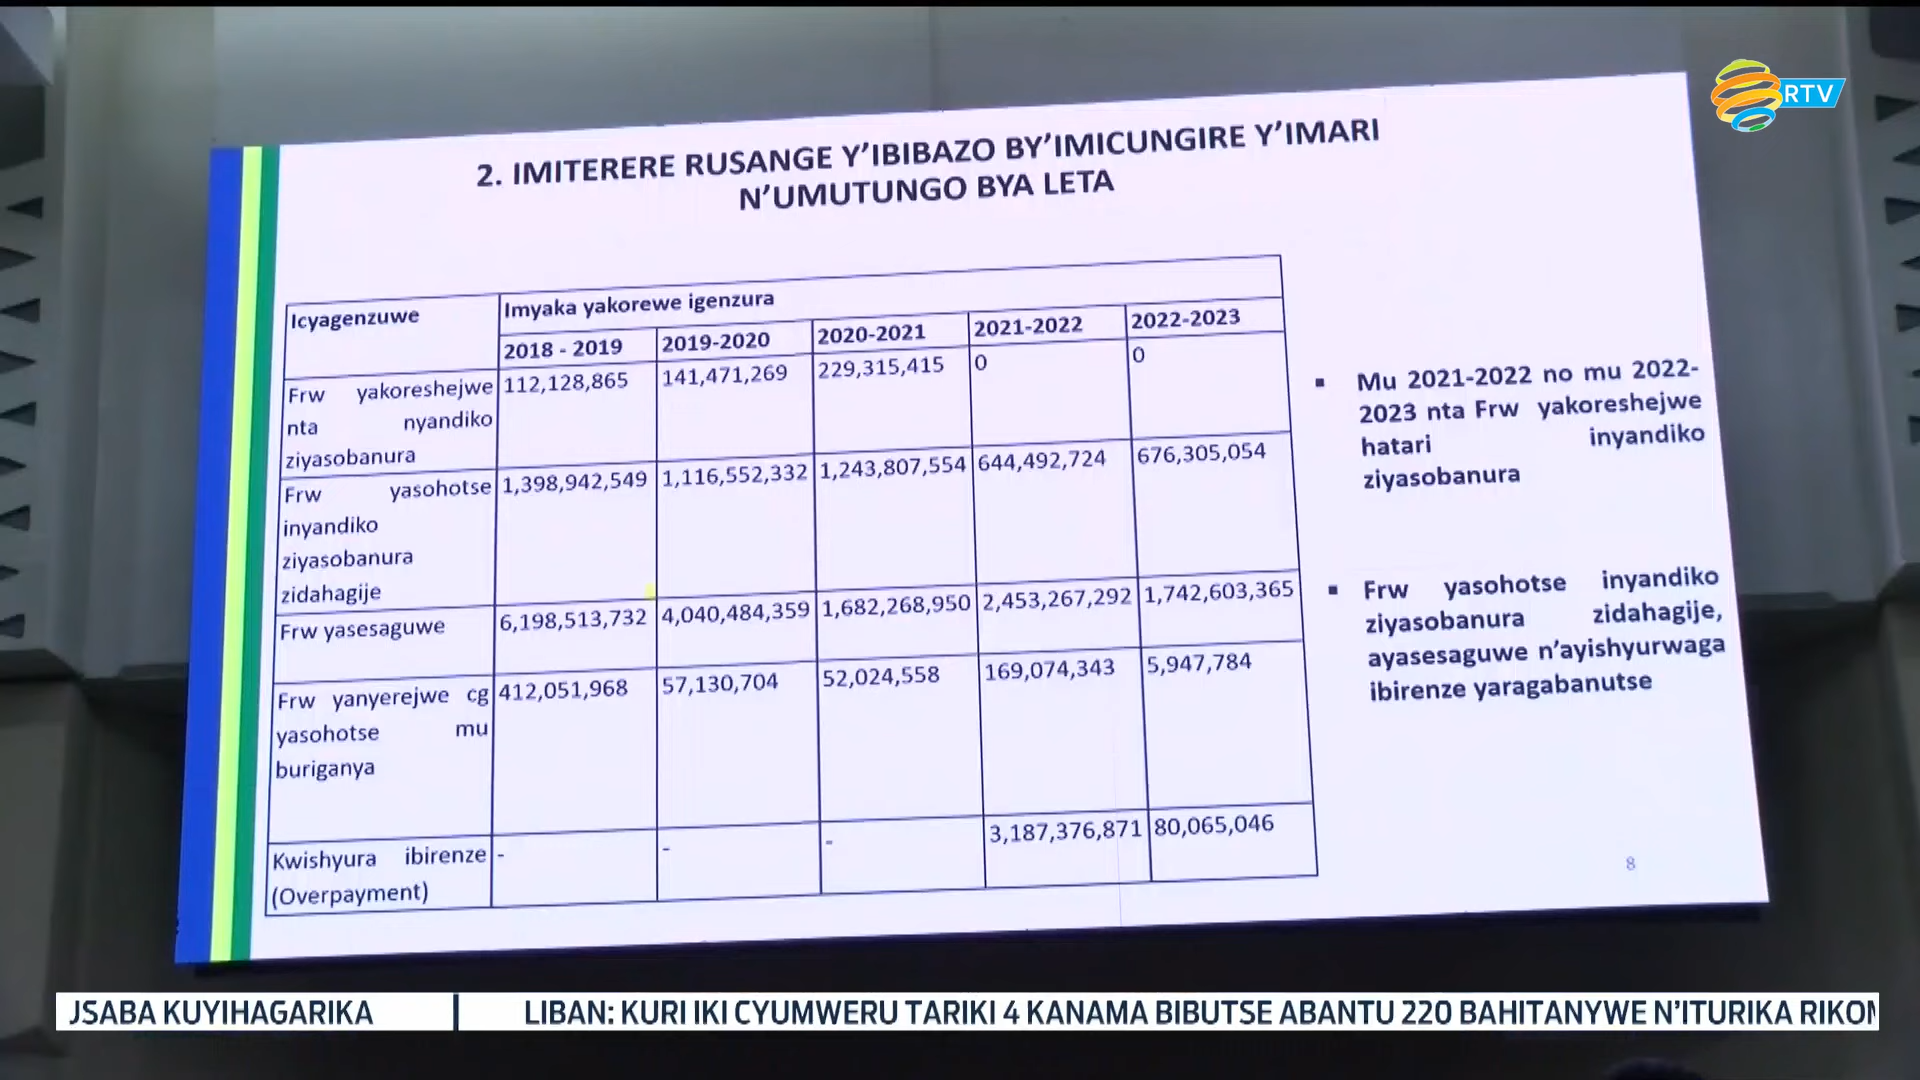 RTV
2. IMITERERE RUSANGE Y’IBIBAZO BY’IMICUNGIRE Y’IMARI
N’UMUTUNGO BYA LETA
Icyagenzuwe
Imyaka yakorewe igenzura
2018 - 2019 2019-2020 2020-2021 2021-2022 2022-2023
Frw yakoreshejwe
nta nyandiko
ziyasobanura
112,128,865 141,471,269 229,315,415 0 0
Frw yasohotse
inyandiko
ziyasobanura
zidahagije
1,398,942,549 1,116,552,332 1,243,807,554 644,492,724 676,305,054
Frw yasesaguwe
6,198,513,732 4,040,484,359 1,682,268,950 2,453,267,292 1,742,603,365
Frw yanyerejwe cg
yasohotse mu
buriganya
412,051,968 57,130,704 52,024,558 169,074,343 5,947,784
Kwishyura ibirenze
(Overpayment)
- - - 3,187,376,871 80,065,046
▪ Mu 2021-2022 no mu 2022-
2023 nta Frw yakoreshejwe
hatari inyandiko
ziyasobanura
▪ Frw yasohotse inyandiko
ziyasobanura zidahagije,
ayasesaguwe n’ayishyurwaga
ibirenze yaragabanutse
8
JSABA KUYIHAGARIKA | LIBAN: KURI IKI CYUMWERU TARIKI 4 KANAMA BIBUTSE ABANTU 220 BAHITANYWE N’ITURIKA RIKOM